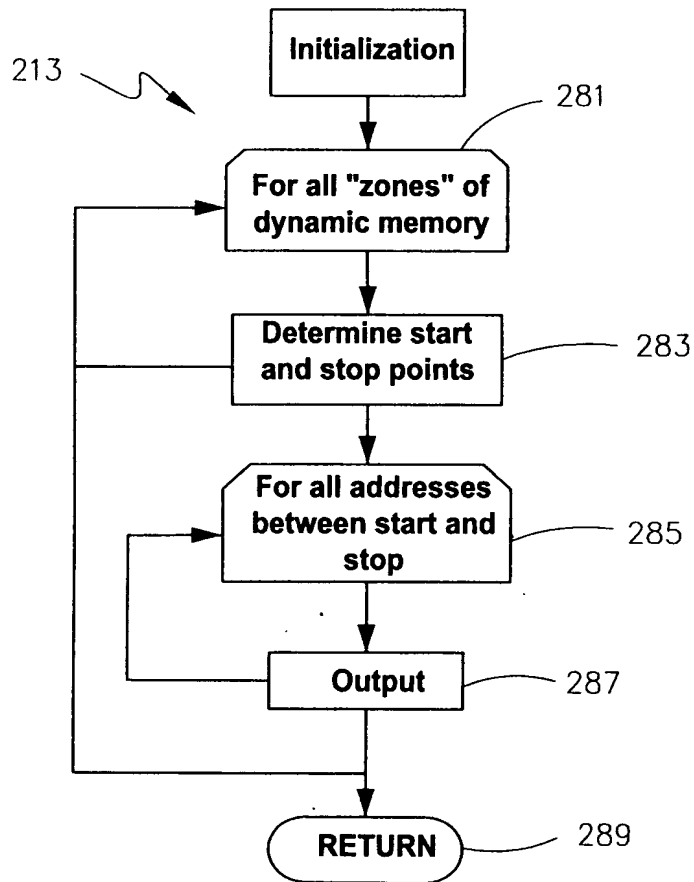 Initialization
213
281
For all "zones" of
dynamic memory
Determine start
and stop points
283
For all addresses
between start and
stop
285
Output
287
RETURN
289